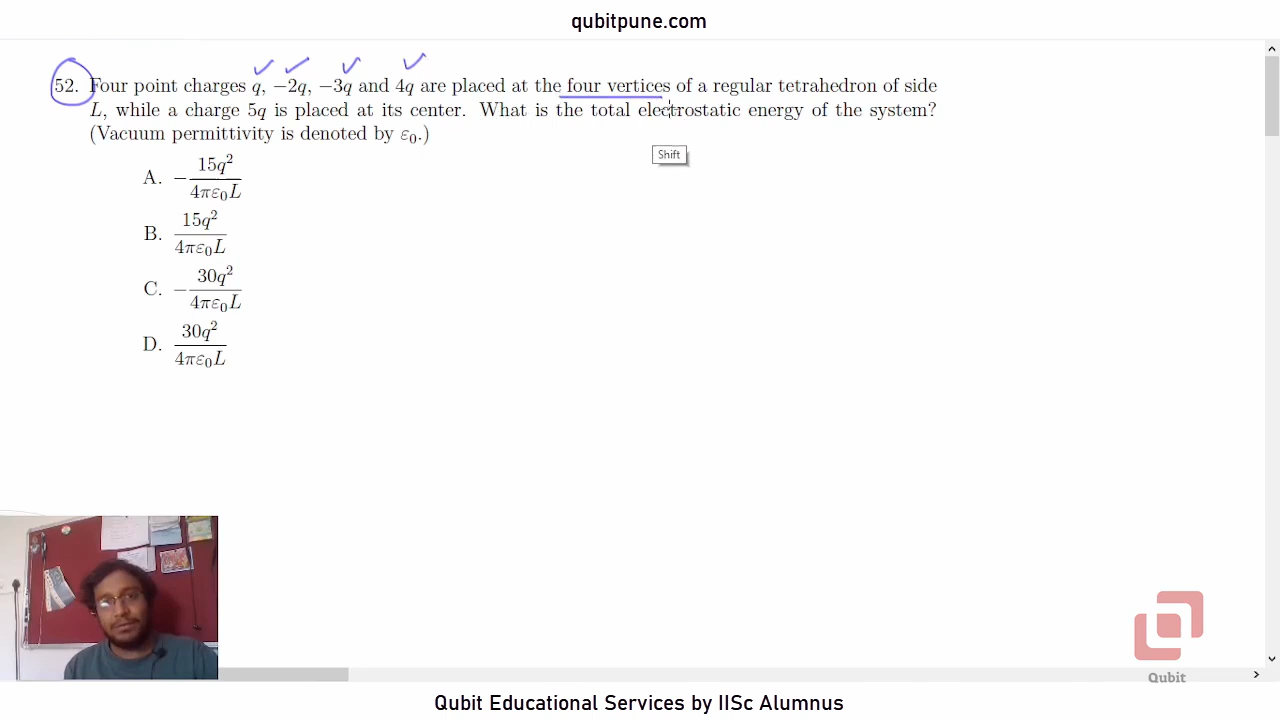 qubitpune.com
52. Four point charges q, −2q, −3q and 4q are placed at the four vertices of a regular tetrahedron of side
L, while a charge 5q is placed at its center. What is the total electrostatic energy of the system?
(Vacuum permittivity is denoted by ε₀.)
Shift
A. −15q²/4πε₀L
B. 15q²/4πε₀L
C. −30q²/4πε₀L
D. 30q²/4πε₀L
Qubit
Qubit Educational Services by IISc Alumnus